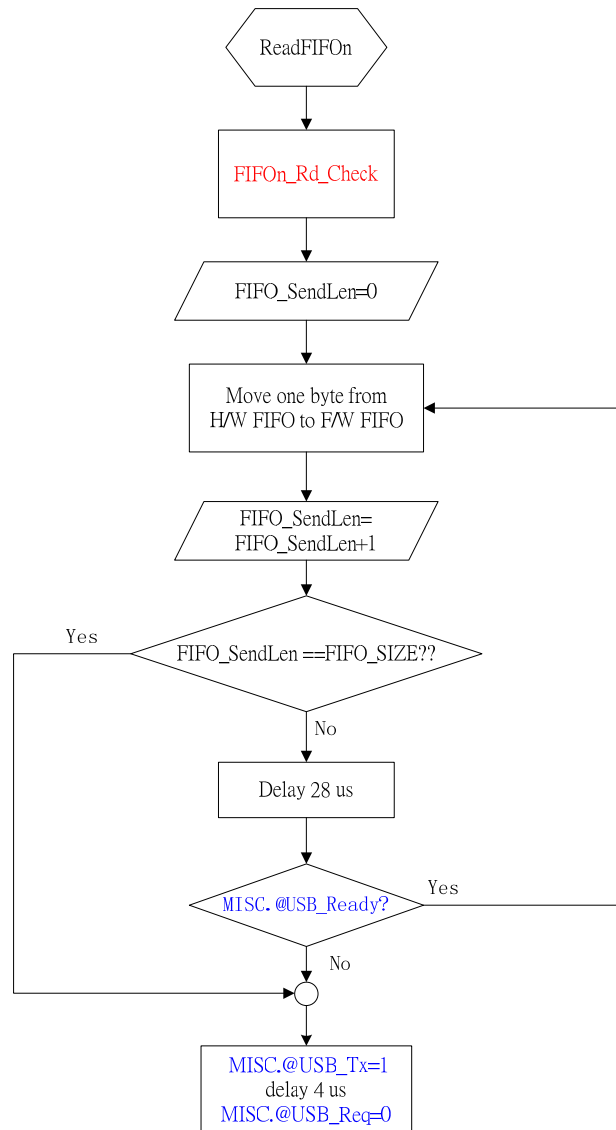 ReadFIFOn
FIFOn_Rd_Check
FIFO_SendLen=0
Move one byte from
H/W FIFO to F/W FIFO
FIFO_SendLen=
FIFO_SendLen+1
Yes
FIFO_SendLen ==FIFO_SIZE??
No
Delay 28 us
MISC.@USB_Ready?
Yes
No
MISC.@USB_Tx=1
delay 4 us
MISC.@USB_Req=0